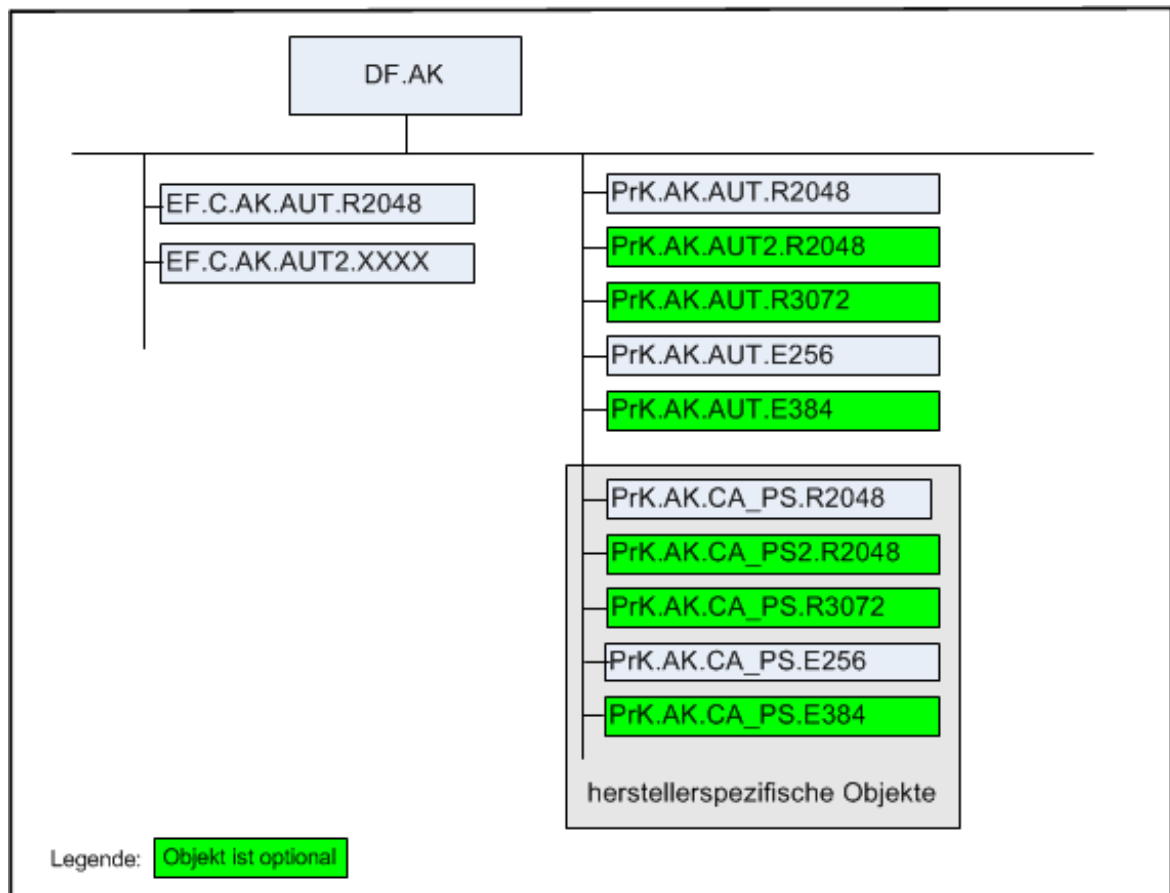 DF.AK
EF.C.AK.AUT.R2048
EF.C.AK.AUT2.XXXX
PrK.AK.AUT.R2048
PrK.AK.AUT2.R2048
PrK.AK.AUT.R3072
PrK.AK.AUT.E256
PrK.AK.AUT.E384
PrK.AK.CA_PS.R2048
PrK.AK.CA_PS2.R2048
PrK.AK.CA_PS.R3072
PrK.AK.CA_PS.E256
PrK.AK.CA_PS.E384
herstellerspezifische Objekte
Legende: Objekt ist optional